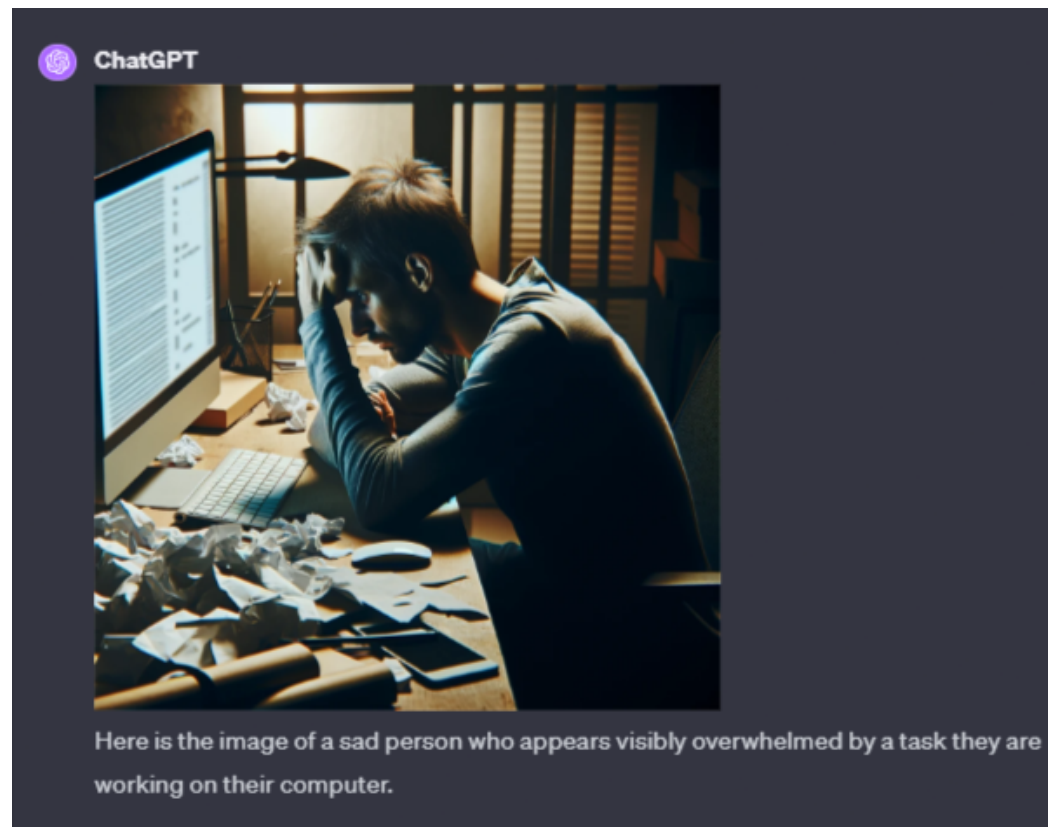 ChatGPT
Here is the image of a sad person who appears visibly overwhelmed by a task they are
working on their computer.